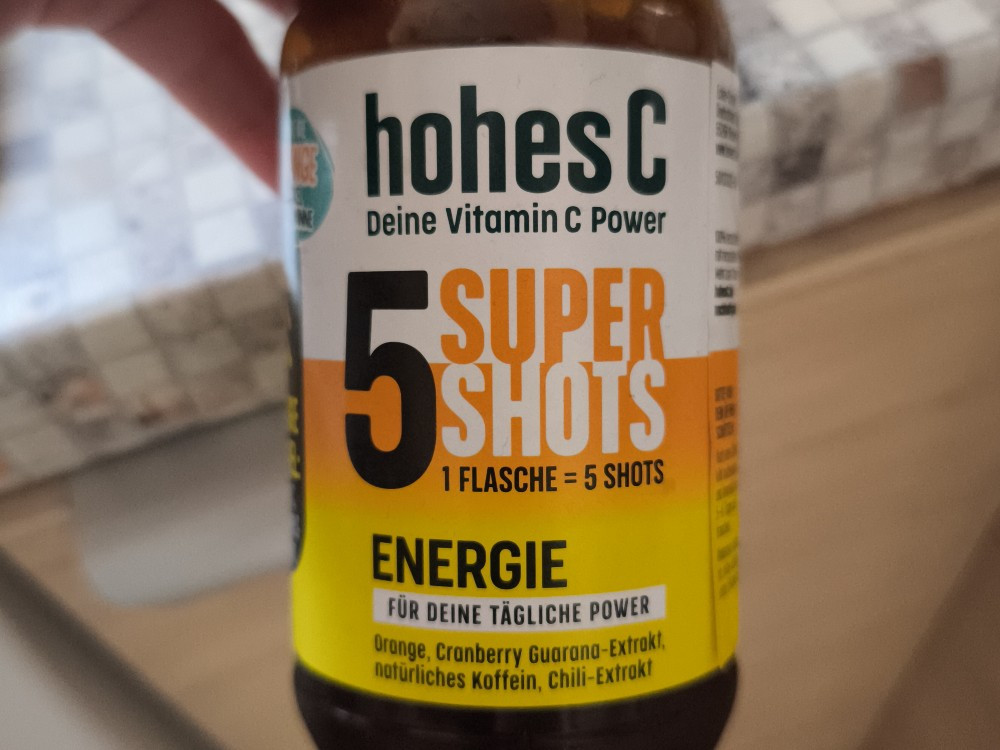 hohes C
Deine Vitamin C Power
5 SUPER
SHOTS
1 FLASCHE = 5 SHOTS
ENERGIE
FÜR DEINE TÄGLICHE POWER
Orange, Cranberry Guarana-Extrakt,
natürliches Koffein, Chili-Extrakt